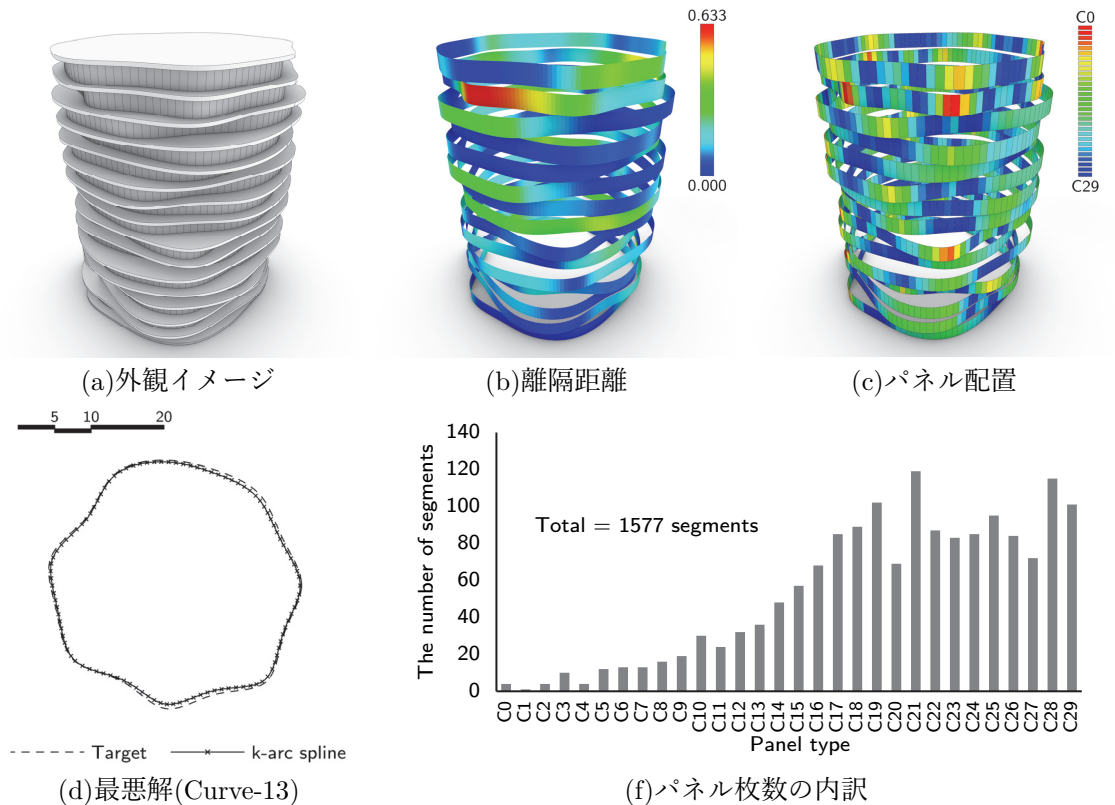 0.633
0.000
C0
C29
(a)外観イメージ
(b)離隔距離
(c)パネル配置
5 10 20
Target
k-arc spline
(d)最悪解(Curve-13)
The number of segments
140
120
100
80
60
40
20
0
Total = 1577 segments
C0 C1 C2 C3 C4 C5 C6 C7 C8 C9 C10 C11 C12 C13 C14 C15 C16 C17 C18 C19 C20 C21 C22 C23 C24 C25 C26 C27 C28 C29
Panel type
(f)パネル枚数の内訳